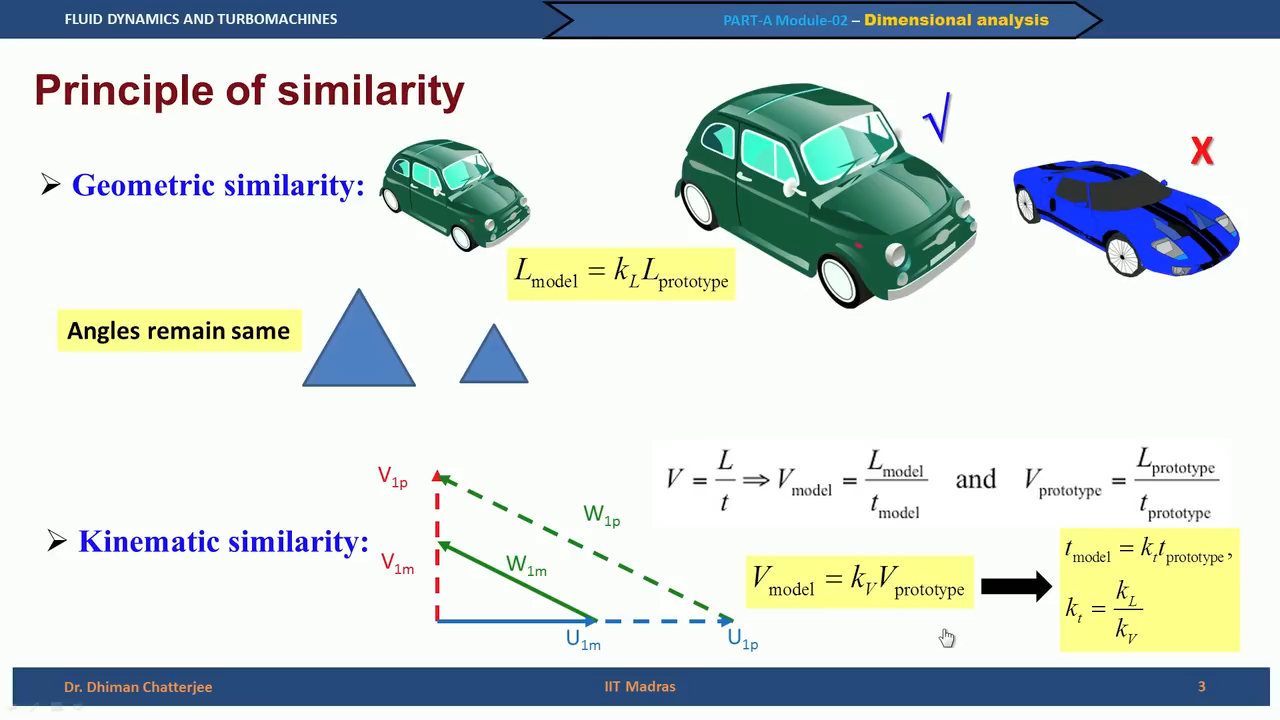 FLUID DYNAMICS AND TURBOMACHINES
PART-A Module-02 – Dimensional analysis
Principle of similarity
√
X
➢ Geometric similarity:
L_model = k_L L_prototype
Angles remain same
V = L/t ⇒ V_model = L_model/t_model and V_prototype = L_prototype/t_prototype
V_1p
W_1p
➢ Kinematic similarity:
V_1m
W_1m
V_model = k_V V_prototype
t_model = k_t t_prototype,
k_t = k_L/k_V
U_1m
U_1p
Dr. Dhiman Chatterjee
IIT Madras
3